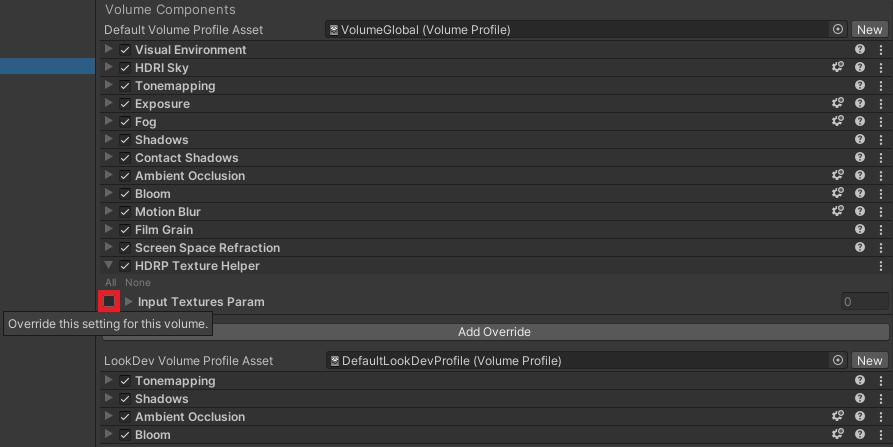 Volume Components
Default Volume Profile Asset VolumeGlobal (Volume Profile) New
Visual Environment
HDRI Sky
Tonemapping
Exposure
Fog
Shadows
Contact Shadows
Ambient Occlusion
Bloom
Motion Blur
Film Grain
Screen Space Refraction
HDRP Texture Helper
All None
Input Textures Param 0
Override this setting for this volume.
Add Override
LookDev Volume Profile Asset DefaultLookDevProfile (Volume Profile) New
Tonemapping
Shadows
Ambient Occlusion
Bloom